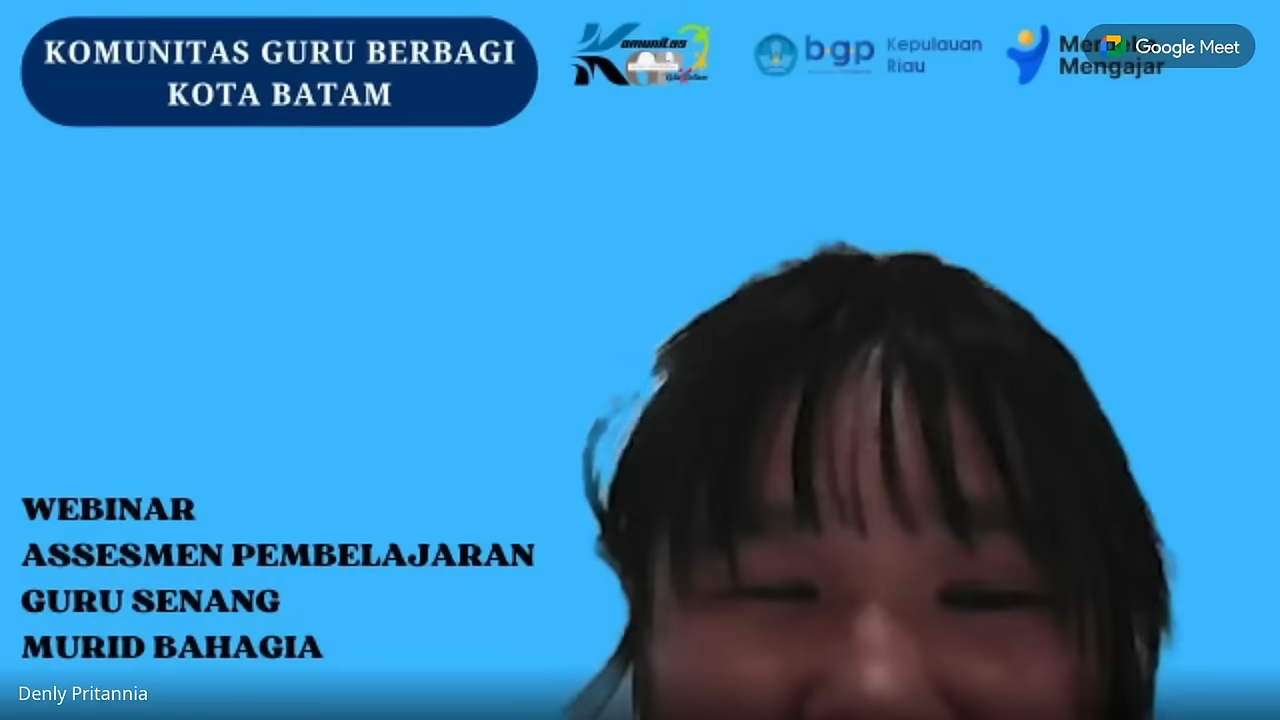 KOMUNITAS GURU BERBAGI
KOTA BATAM
Komunitas
bgp
Kepulauan
Riau
Mengajar
Google Meet
WEBINAR
ASSESMEN PEMBELAJARAN
GURU SENANG
MURID BAHAGIA
Denly Pritannia